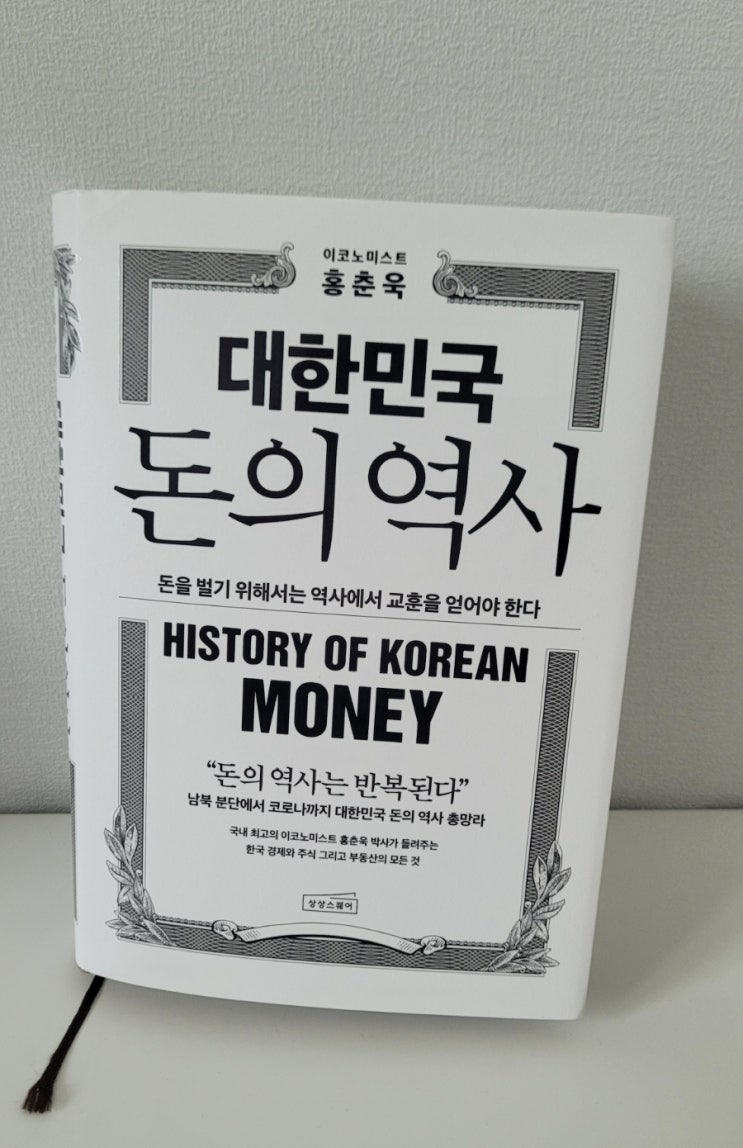 이코노미스트
홍춘욱
대한민국
돈의 역사
돈을 벌기 위해서는 역사에서 교훈을 얻어야 한다
HISTORY OF KOREAN
MONEY
“돈의 역사는 반복된다”
남북 분단에서 코로나까지 대한민국 돈의 역사 총망라
국내 최고의 이코노미스트 홍춘욱 박사가 들려주는
한국 경제와 주식 그리고 부동산의 모든 것
상상스퀘어